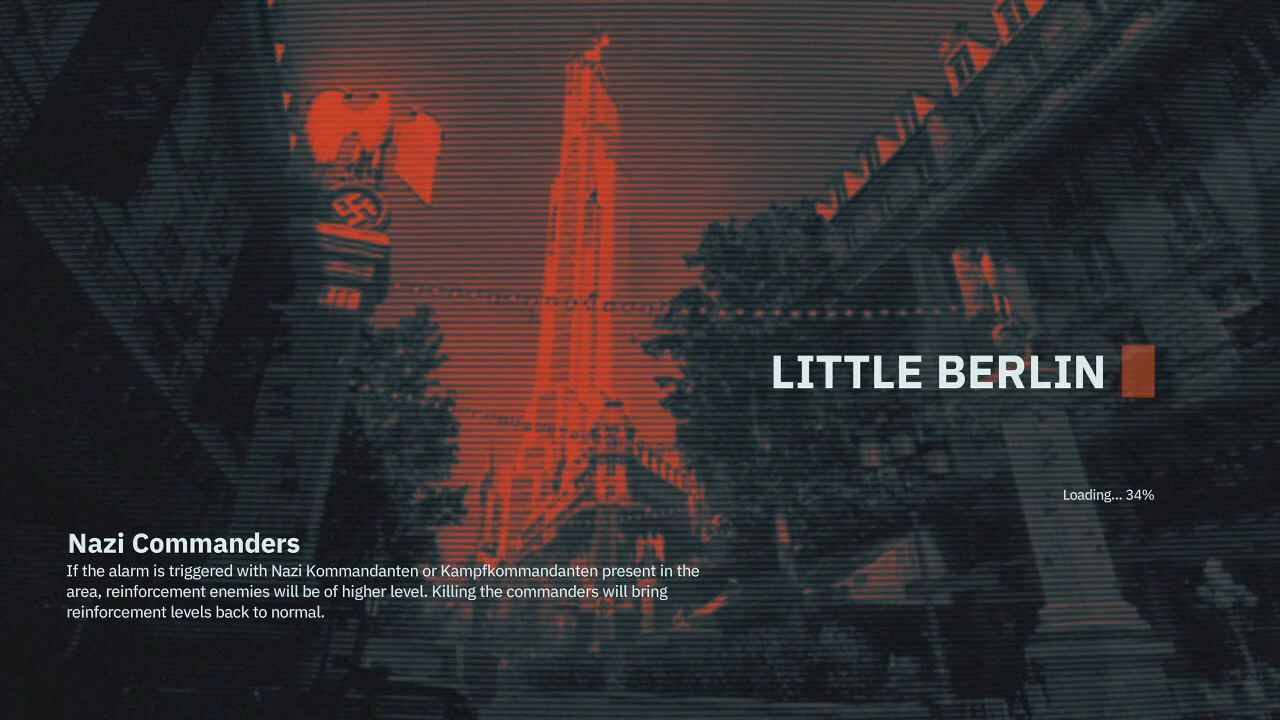 LITTLE BERLIN
Loading... 34%
Nazi Commanders
If the alarm is triggered with Nazi Kommandanten or Kampfkommandanten present in the
area, reinforcement enemies will be of higher level. Killing the commanders will bring
reinforcement levels back to normal.